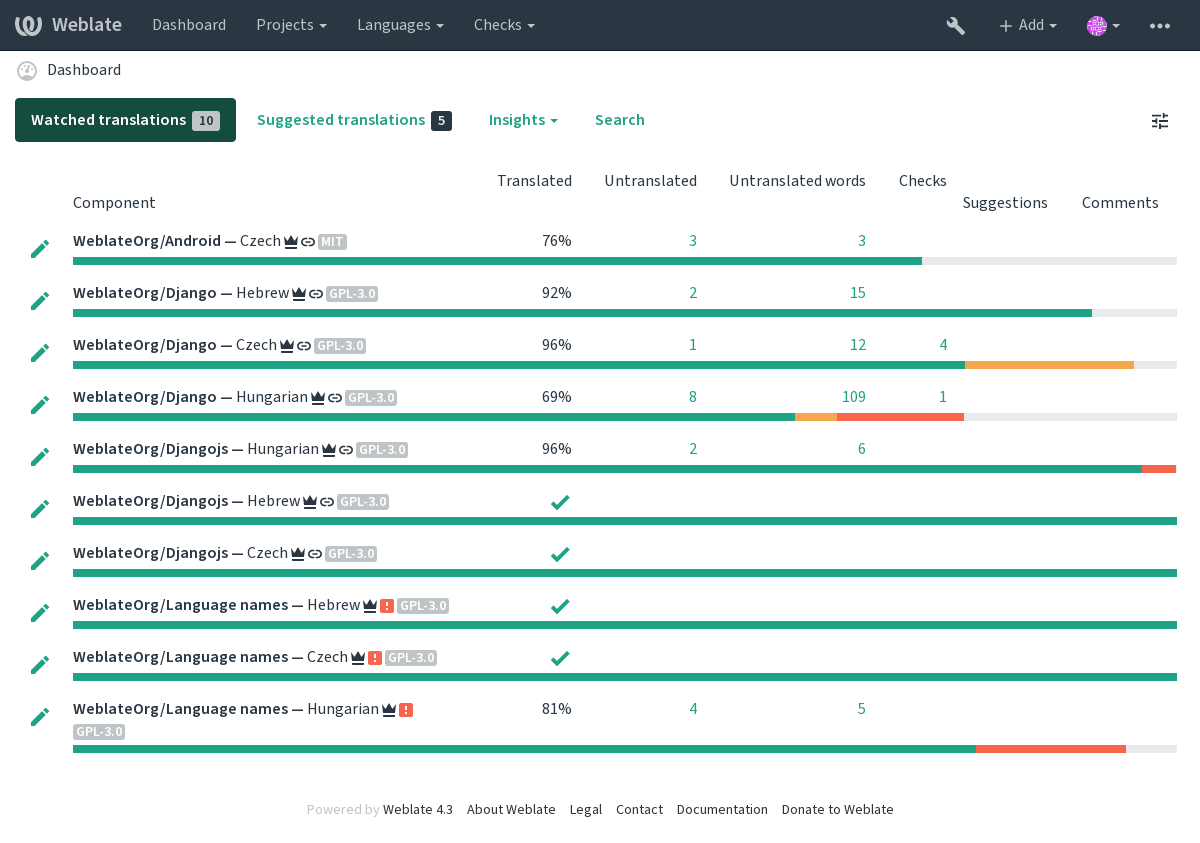 Weblate Dashboard Projects Languages Checks Add
Dashboard
Watched translations 10 Suggested translations 5 Insights Search
Translated Untranslated Untranslated words Checks
Component Suggestions Comments
WeblateOrg/Android — Czech MIT 76% 3 3
WeblateOrg/Django — Hebrew GPL-3.0 92% 2 15
WeblateOrg/Django — Czech GPL-3.0 96% 1 12 4
WeblateOrg/Django — Hungarian GPL-3.0 69% 8 109 1
WeblateOrg/Djangojs — Hungarian GPL-3.0 96% 2 6
WeblateOrg/Djangojs — Hebrew GPL-3.0
WeblateOrg/Djangojs — Czech GPL-3.0
WeblateOrg/Language names — Hebrew ! GPL-3.0
WeblateOrg/Language names — Czech ! GPL-3.0
WeblateOrg/Language names — Hungarian ! 81% 4 5
GPL-3.0
Powered by Weblate 4.3 About Weblate Legal Contact Documentation Donate to Weblate